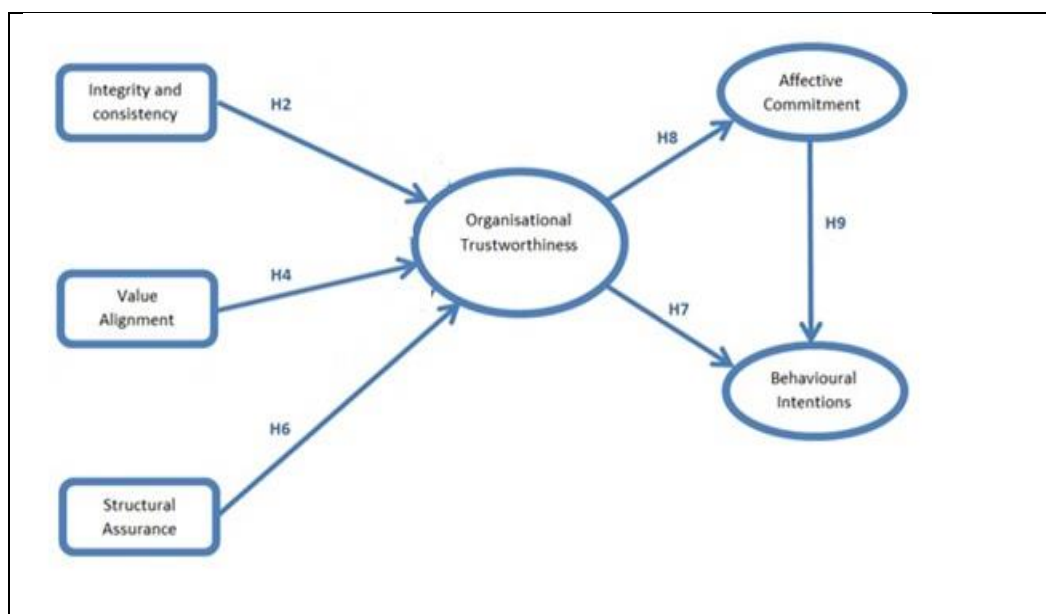 Integrity and
consistency
H2
Value
Alignment
H4
Structural
Assurance
H6
Organisational
Trustworthiness
H8
H7
Affective
Commitment
H9
Behavioural
Intentions